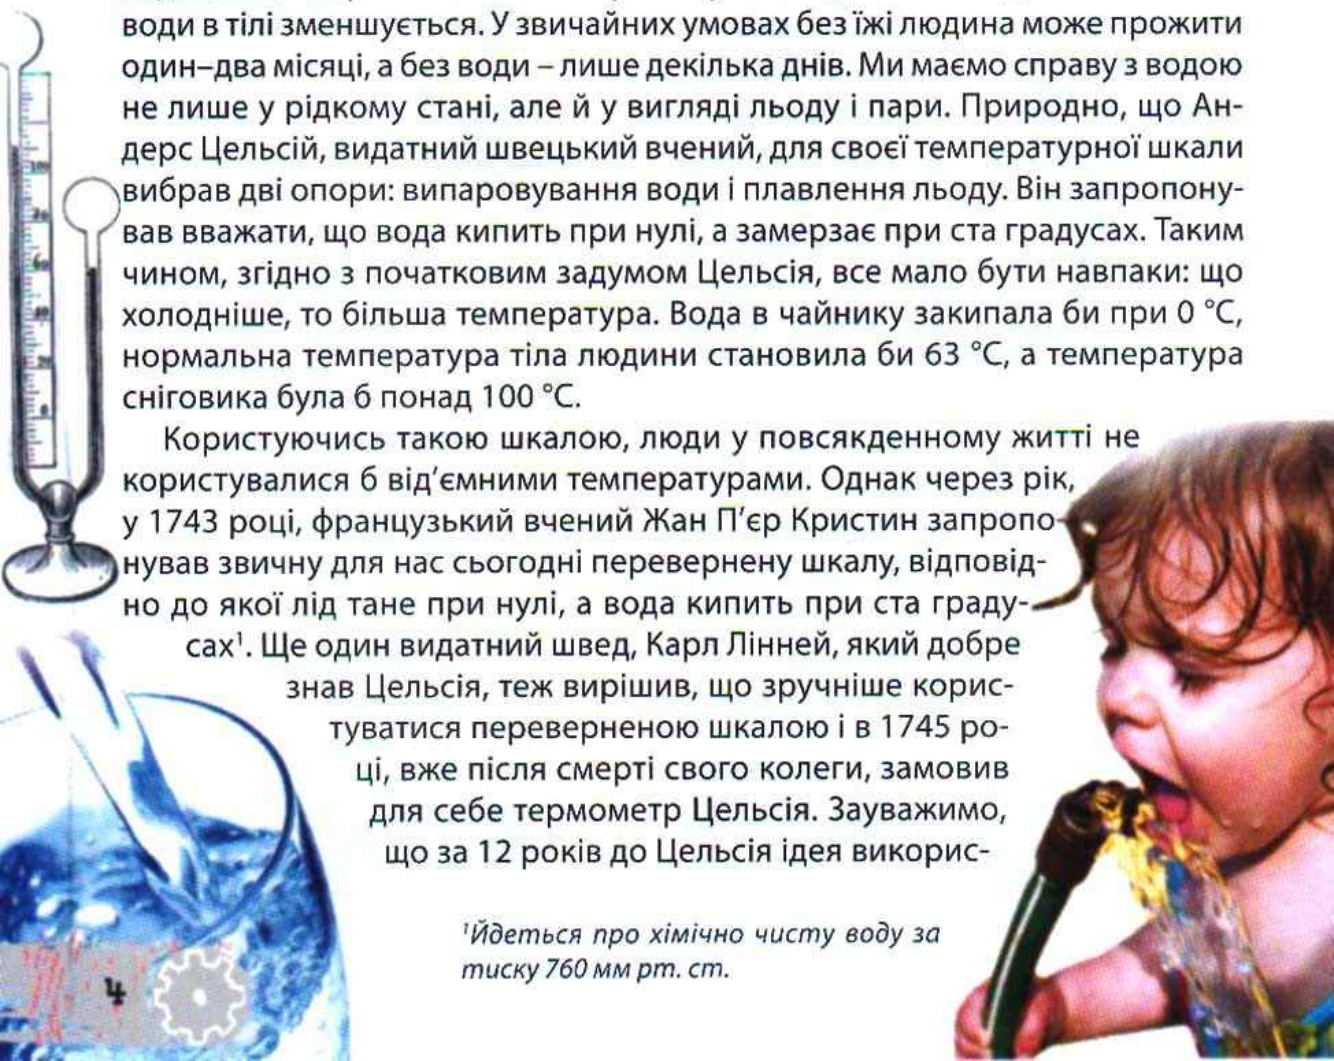 води в тілі зменшується. У звичайних умовах без їжі людина може прожити
один–два місяці, а без води – лише декілька днів. Ми маємо справу з водою
не лише у рідкому стані, але й у вигляді льоду і пари. Природно, що Ан-
дерс Цельсій, видатний швецький вчений, для своєї температурної шкали
вибрав дві опори: випаровування води і плавлення льоду. Він запропону-
вав вважати, що вода кипить при нулі, а замерзає при ста градусах. Таким
чином, згідно з початковим задумом Цельсія, все мало бути навпаки: що
холодніше, то більша температура. Вода в чайнику закипала би при 0 °C,
нормальна температура тіла людини становила би 63 °C, а температура
сніговика була б понад 100 °C.
Користуючись такою шкалою, люди у повсякденному житті не
користувалися б від’ємними температурами. Однак через рік,
у 1743 році, французький вчений Жан П’єр Кристин запропо-
нував звичну для нас сьогодні перевернену шкалу, відповід-
но до якої лід тане при нулі, а вода кипить при ста граду-
сах¹. Ще один видатний швед, Карл Лінней, який добре
знав Цельсія, теж вирішив, що зручніше корис-
туватися переверненою шкалою і в 1745 ро-
ці, вже після смерті свого колеги, замовив
для себе термометр Цельсія. Зауважимо,
що за 12 років до Цельсія ідея викорис-
¹Йдеться про хімічно чисту воду за
тиску 760 мм рт. ст.
4